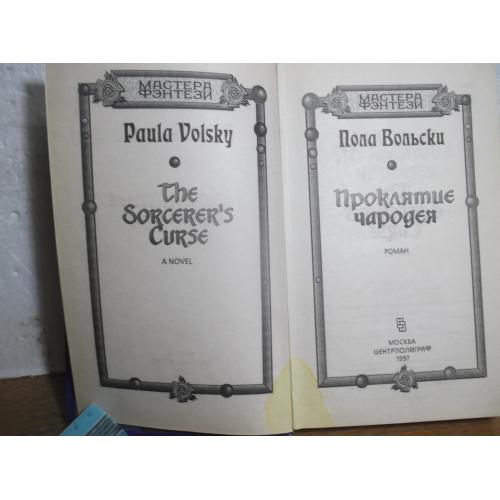 МАСТЕРА
ФЭНТЕЗИ
Paula Volsky
The
Sorcerer's
Curse
A NOVEL
МАСТЕРА
ФЭНТЕЗИ
Пола Вольски
Проклятие
чародея
РОМАН
МОСКВА
ЦЕНТРПОЛИГРАФ
1997